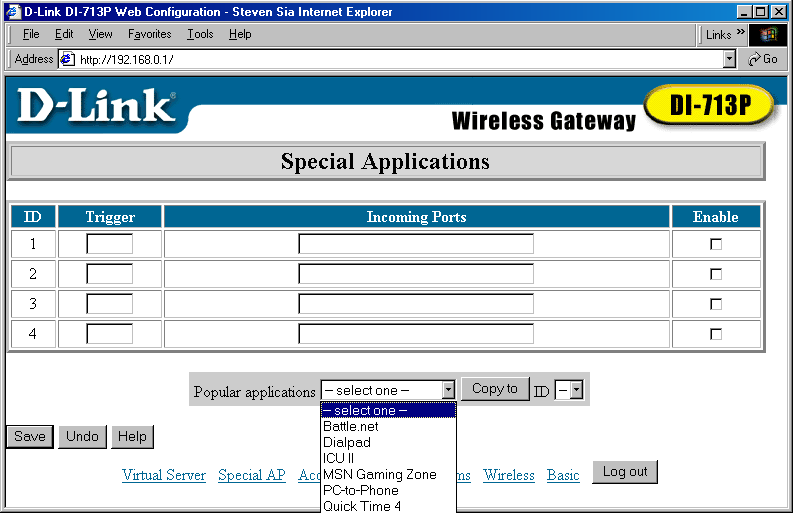 D-Link DI-713P Web Configuration - Steven Sia Internet Explorer
File Edit View Favorites Tools Help Links »
Address http://192.168.0.1/ Go
D-Link®
Wireless Gateway DI-713P
Special Applications
ID Trigger Incoming Ports Enable
1
2
3
4
Popular applications -- select one -- Copy to ID --
-- select one --
Battle.net
Dialpad
ICU II
MSN Gaming Zone
PC-to-Phone
Quick Time 4
Save Undo Help
Virtual Server Special AP Wireless Basic Log out